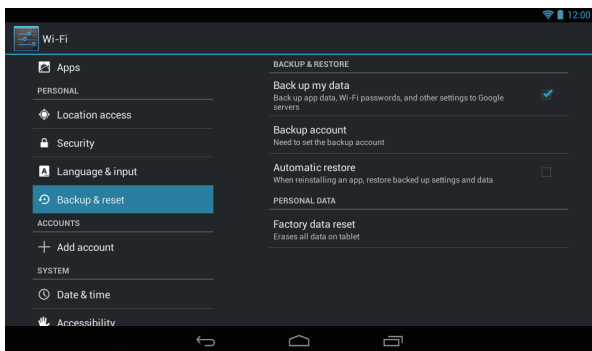 12:00
Wi-Fi
Apps
PERSONAL
Location access
Security
A Language & input
Backup & reset
ACCOUNTS
Add account
SYSTEM
Date & time
Accessibility
BACKUP & RESTORE
Back up my data
Back up app data, Wi-Fi passwords, and other settings to Google
servers
Backup account
Need to set the backup account
Automatic restore
When reinstalling an app, restore backed up settings and data
PERSONAL DATA
Factory data reset
Erases all data on tablet